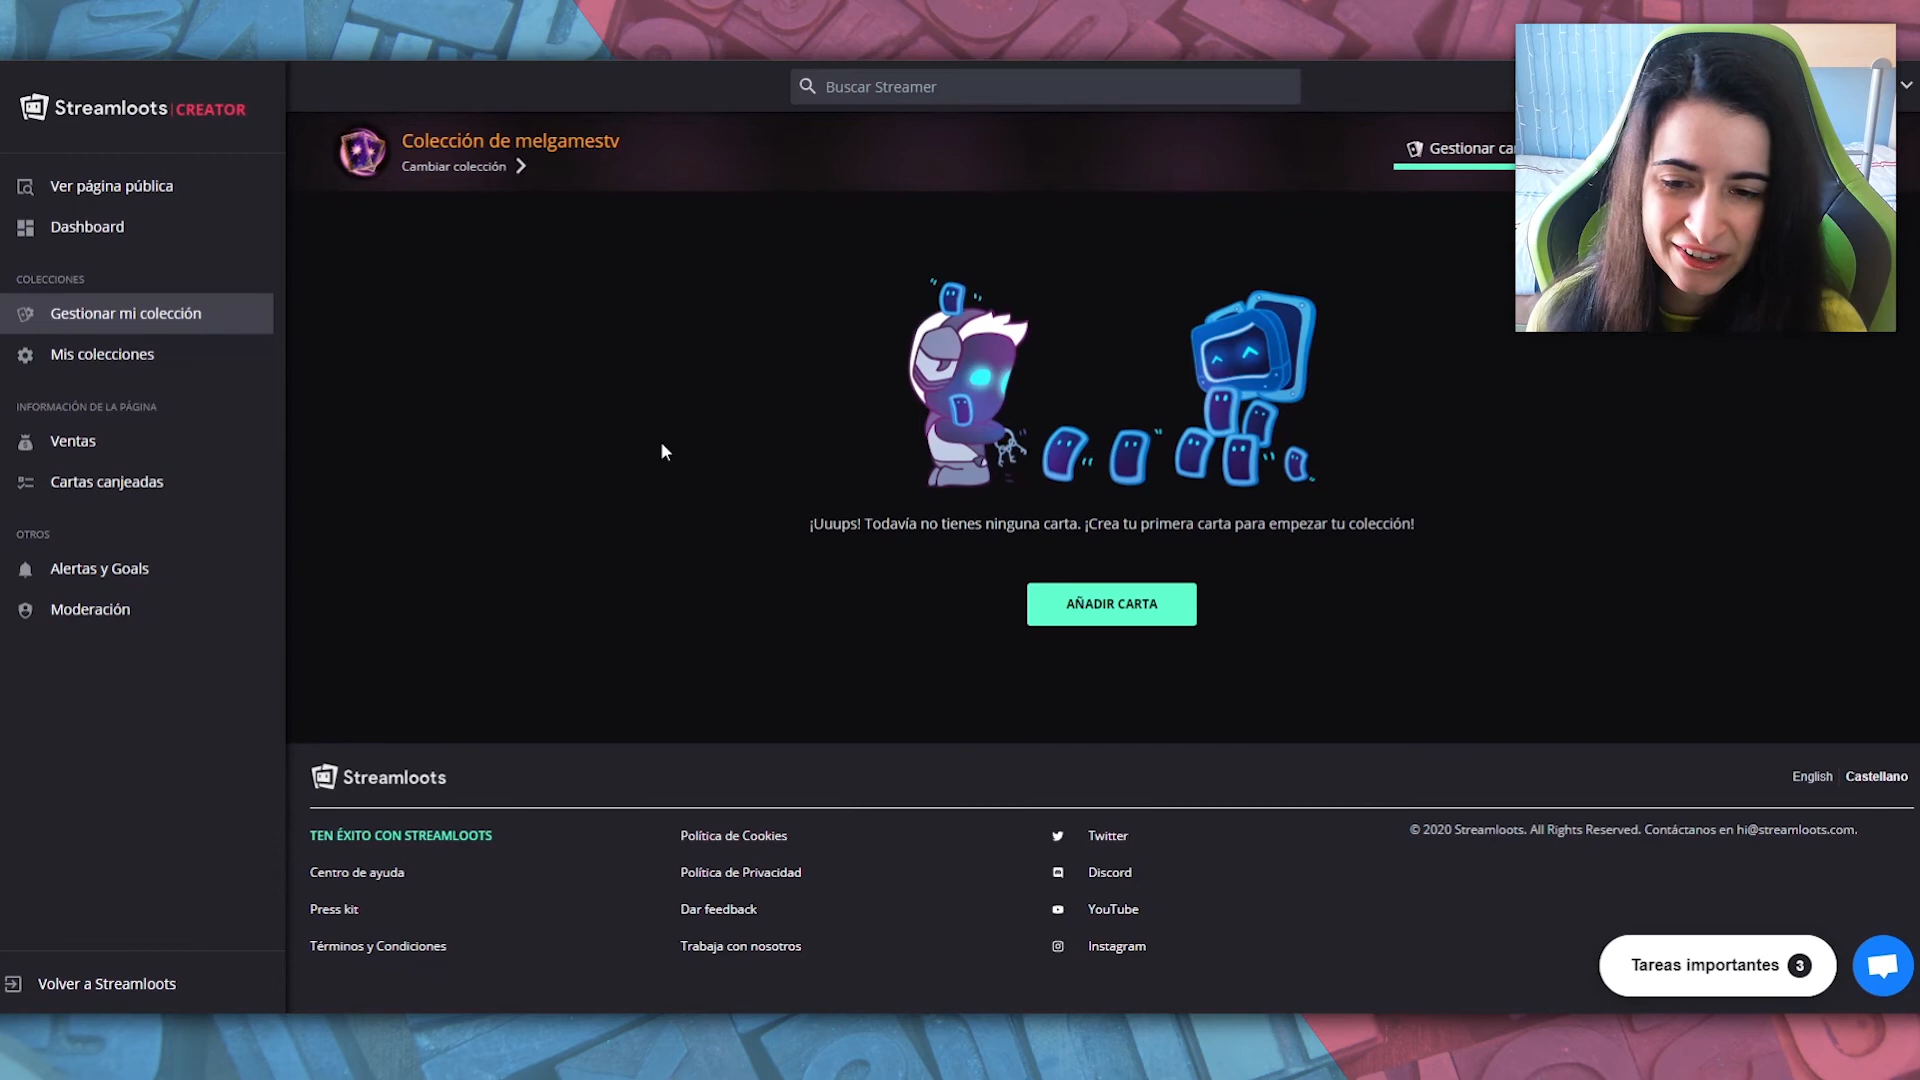 Streamloots|CREATOR
Buscar Streamer
Colección de melgamestv
Cambiar colección
Gestionar
Ver página pública
Dashboard
COLECCIONES
Gestionar mi colección
Mis colecciones
INFORMACIÓN DE LA PÁGINA
Ventas
Cartas canjeadas
OTROS
Alertas y Goals
Moderación
Volver a Streamloots
¡Uuups! Todavía no tienes ninguna carta. ¡Crea tu primera carta para empezar tu colección!
AÑADIR CARTA
Streamloots
English
Castellano
TEN ÉXITO CON STREAMLOOTS
Centro de ayuda
Press kit
Términos y Condiciones
Política de Cookies
Política de Privacidad
Dar feedback
Trabaja con nosotros
Twitter
Discord
YouTube
Instagram
© 2020 Streamloots. All Rights Reserved. Contáctanos en hi@streamloots.com.
Tareas importantes 3